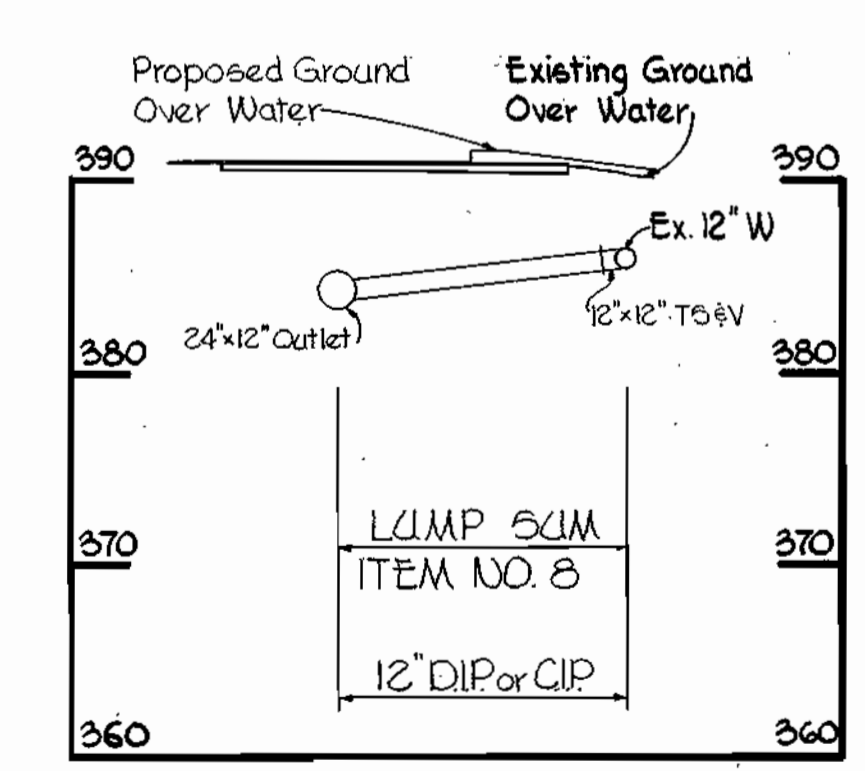 Proposed Ground
Over Water
Existing Ground
Over Water
390
390
Ex. 12" W
12"x12" TS&V
24"x12" Outlet
380
380
LUMP SUM
370
370
ITEM NO. 8
12" D.I.P. or C.I.P.
360
360